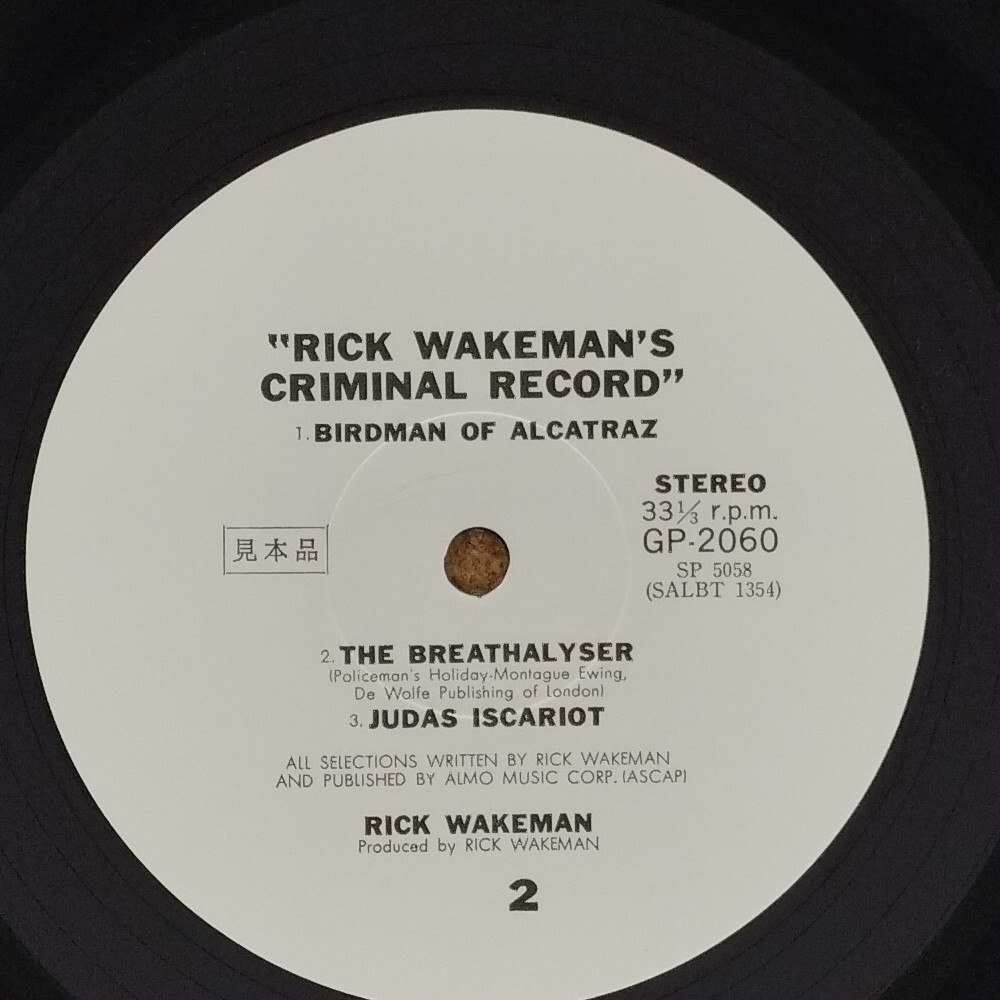 "RICK WAKEMAN'S
CRIMINAL RECORD"
1. BIRDMAN OF ALCATRAZ
STEREO
33⅓ r.p.m.
GP-2060
SP 5058
(SALBT 1354)
見本品
2. THE BREATHALYSER
(Policeman's Holiday-Montague Ewing,
De Wolfe Publishing of London)
3. JUDAS ISCARIOT
ALL SELECTIONS WRITTEN BY RICK WAKEMAN
AND PUBLISHED BY ALMO MUSIC CORP. (ASCAP)
RICK WAKEMAN
Produced by RICK WAKEMAN
2